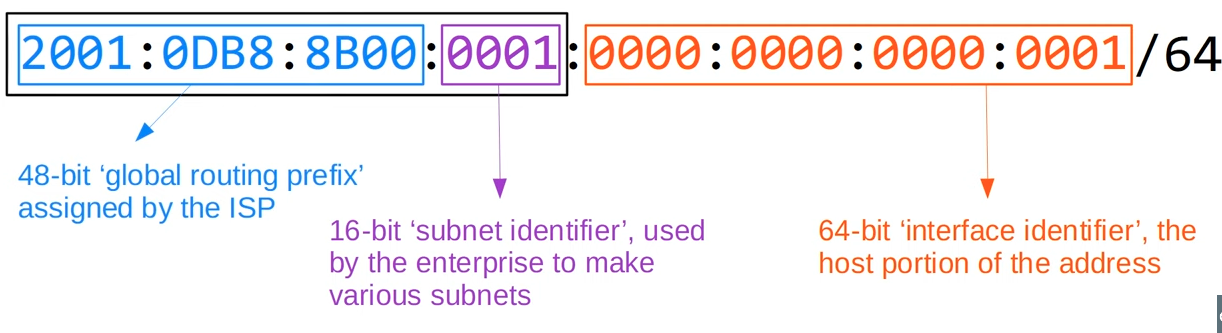 2001:0DB8:8B00:0001:0000:0000:0000:0001/64
48-bit ‘global routing prefix’
assigned by the ISP
16-bit ‘subnet identifier’, used
by the enterprise to make
various subnets
64-bit ‘interface identifier’, the
host portion of the address